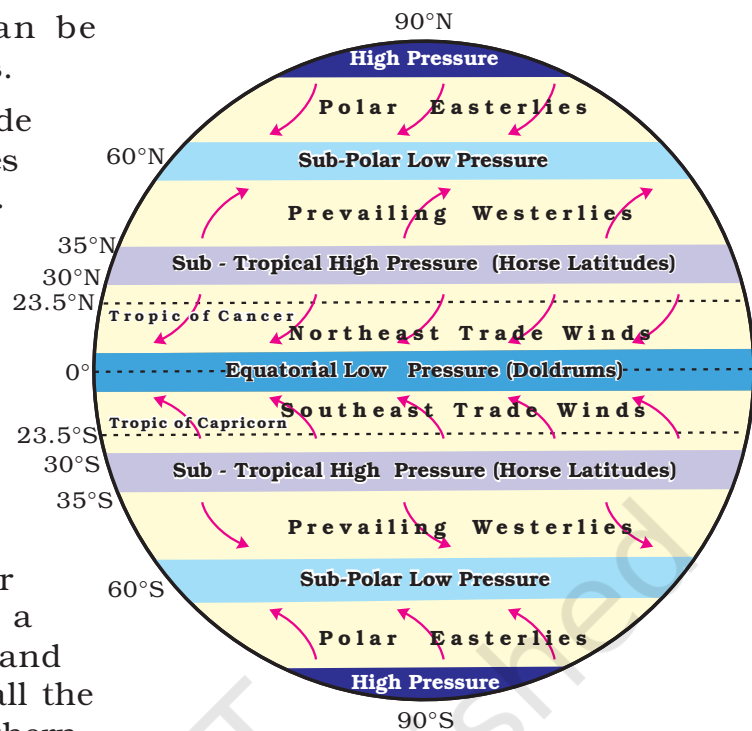 90°N
an be
High Pressure
s.
Polar Easterlies
de
60°N
Sub-Polar Low Pressure
es
.
Prevailing Westerlies
35°N
Sub - Tropical High Pressure (Horse Latitudes)
30°N
23.5°N
Tropic of Cancer
Northeast Trade Winds
0°
Equatorial Low Pressure (Doldrums)
Southeast Trade Winds
Tropic of Capricorn
23.5°S
30°S
Sub - Tropical High Pressure (Horse Latitudes)
35°S
Prevailing Westerlies
r
60°S
Sub-Polar Low Pressure
a
and
Polar Easterlies
all the
High Pressure
90°S